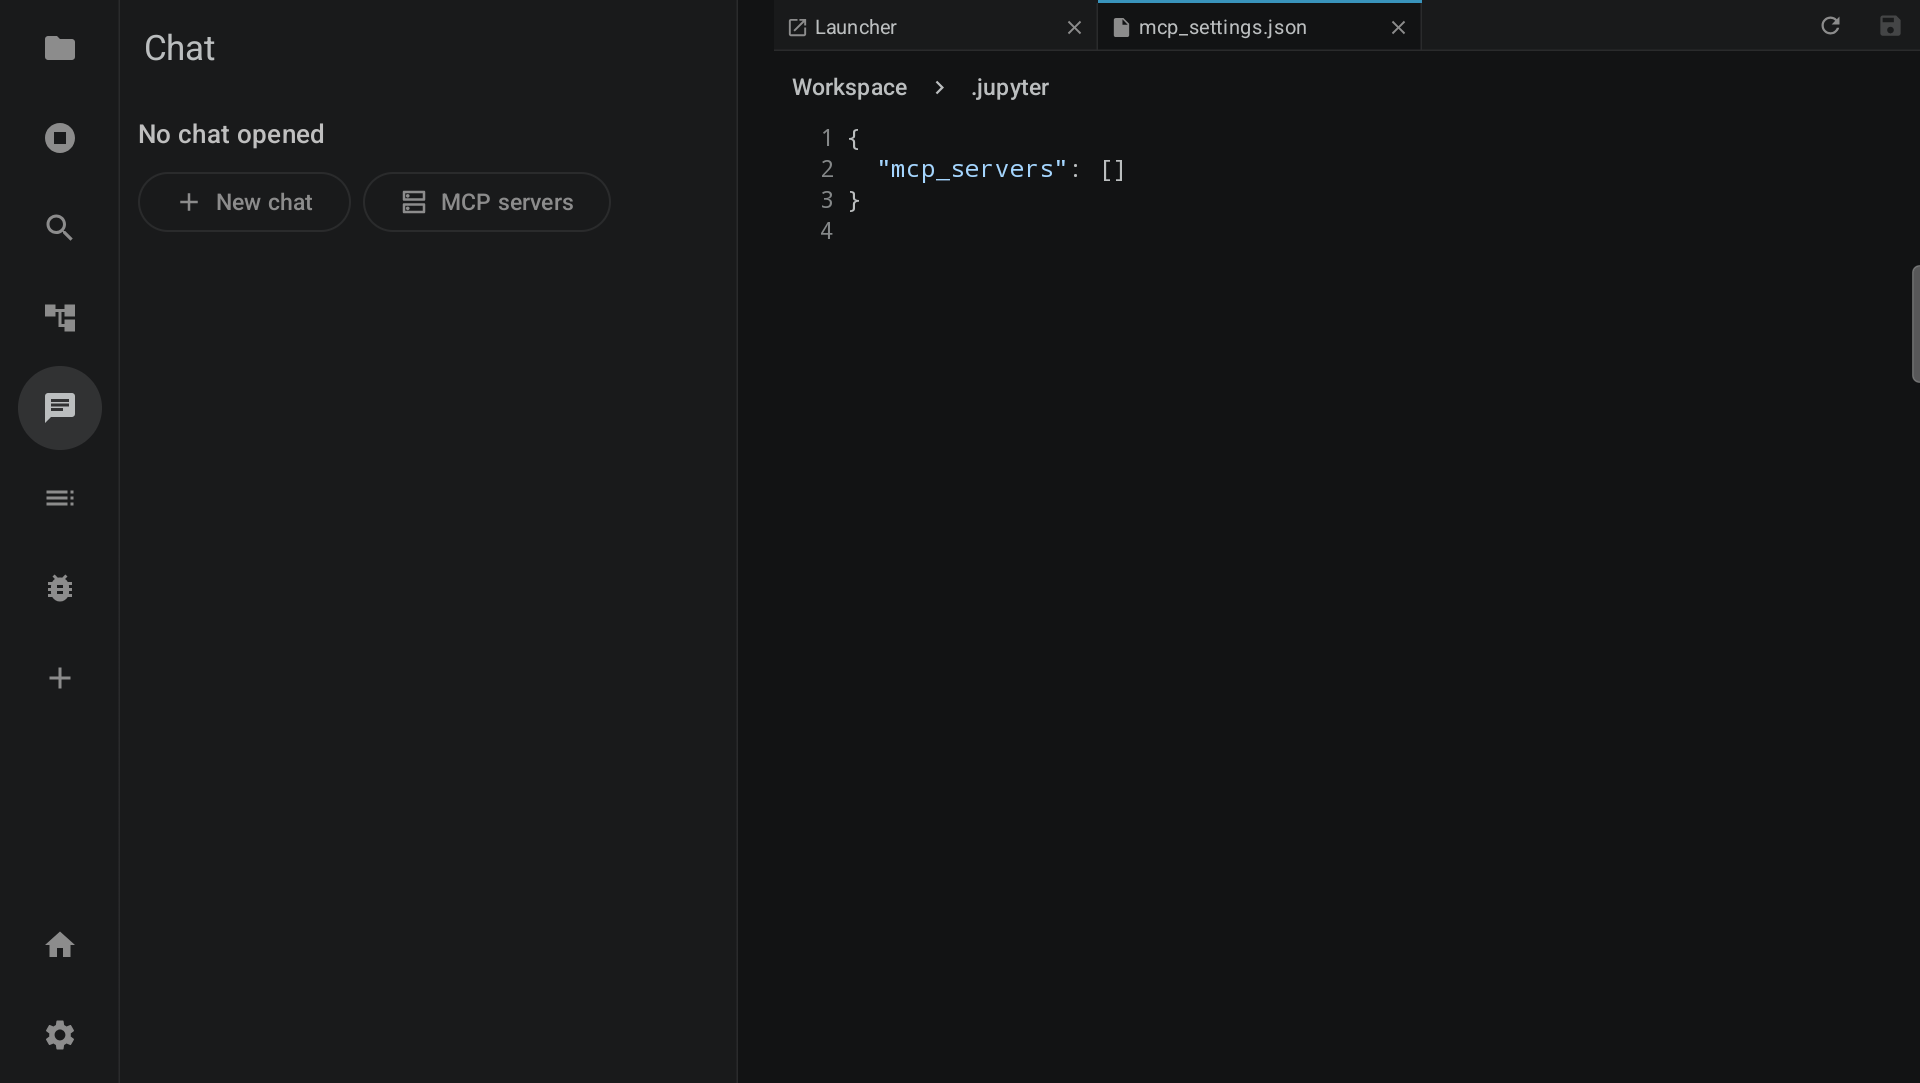 Chat
No chat opened
New chat
MCP servers
Launcher
mcp_settings.json
Workspace > .jupyter
1 {
2   "mcp_servers": []
3 }
4